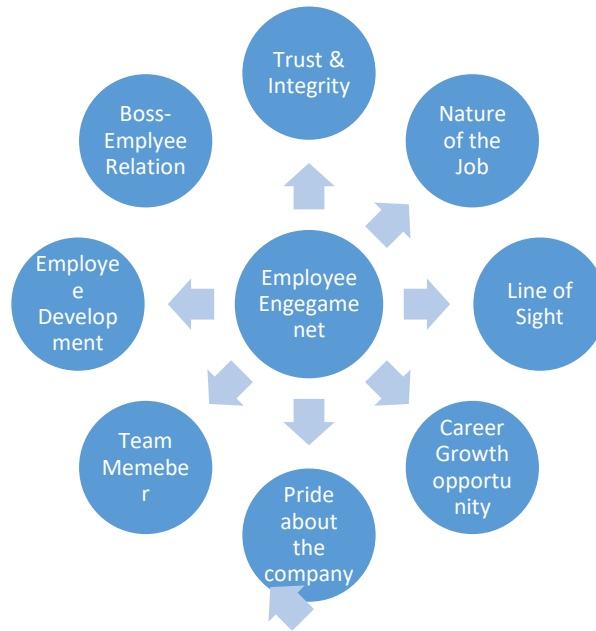 Trust &
Integrity
Nature
of the
Job
Line of
Sight
Career
Growth
opportu
nity
Pride
about
the
company
Team
Memebe
r
Employe
e
Develop
ment
Boss-
Emplyee
Relation
Employee
Engegame
net